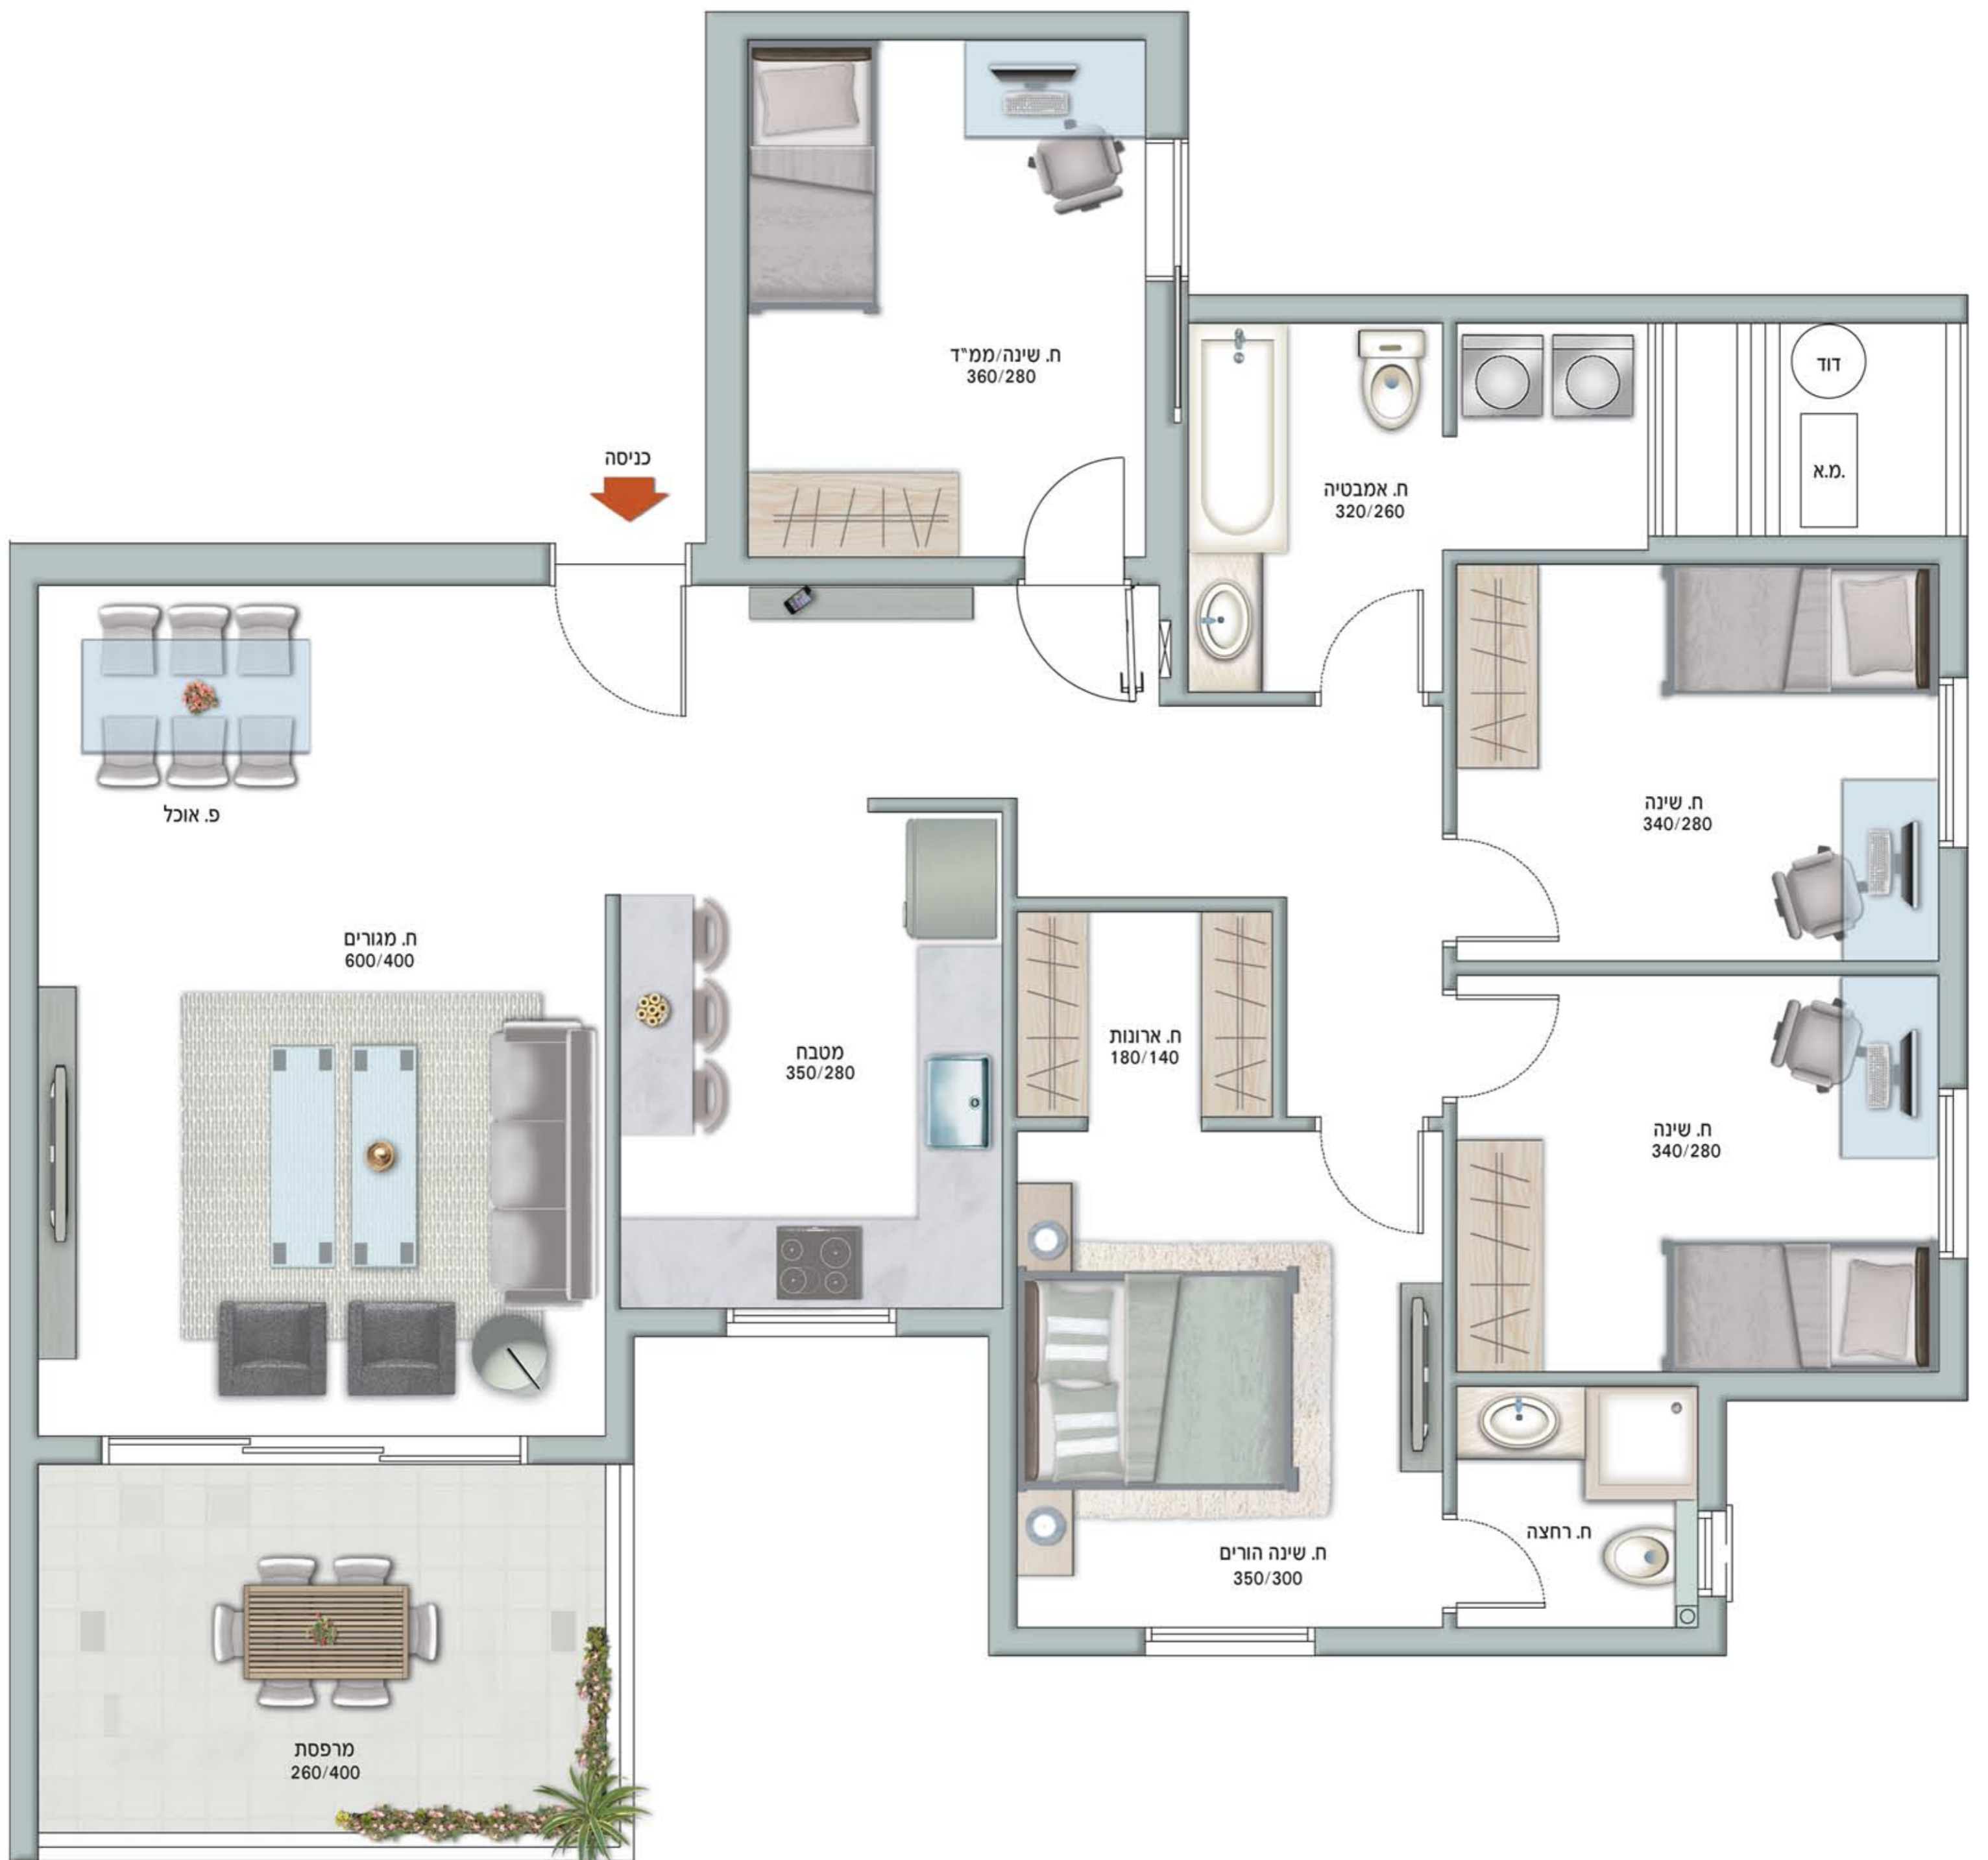 ח. שינה/ממ"ד
360/280
דוד
מ.א.
כניסה
ח. אמבטיה
320/260
פ. אוכל
ח. שינה
340/280
ח. מגורים
600/400
מטבח
350/280
ח. ארונות
180/140
ח. שינה
340/280
ח. רחצה
ח. שינה הורים
350/300
מרפסת
260/400